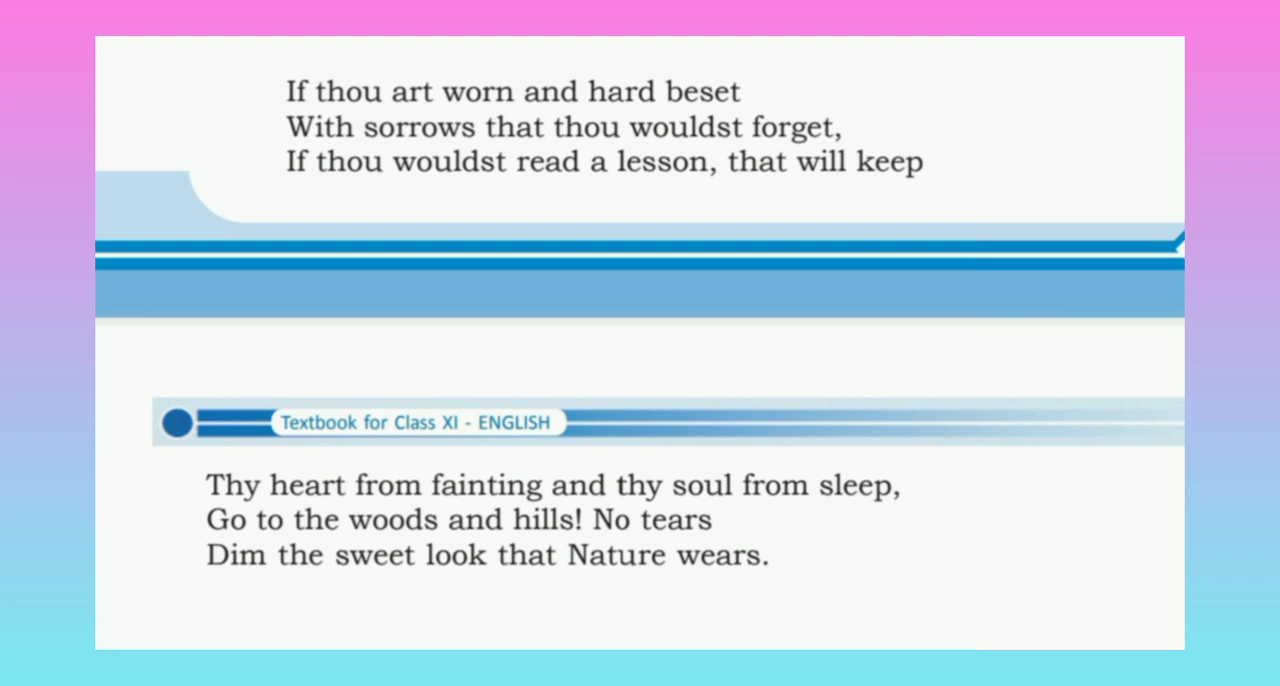 If thou art worn and hard beset
With sorrows that thou wouldst forget,
If thou wouldst read a lesson, that will keep
Textbook for Class XI - ENGLISH
Thy heart from fainting and thy soul from sleep,
Go to the woods and hills! No tears
Dim the sweet look that Nature wears.